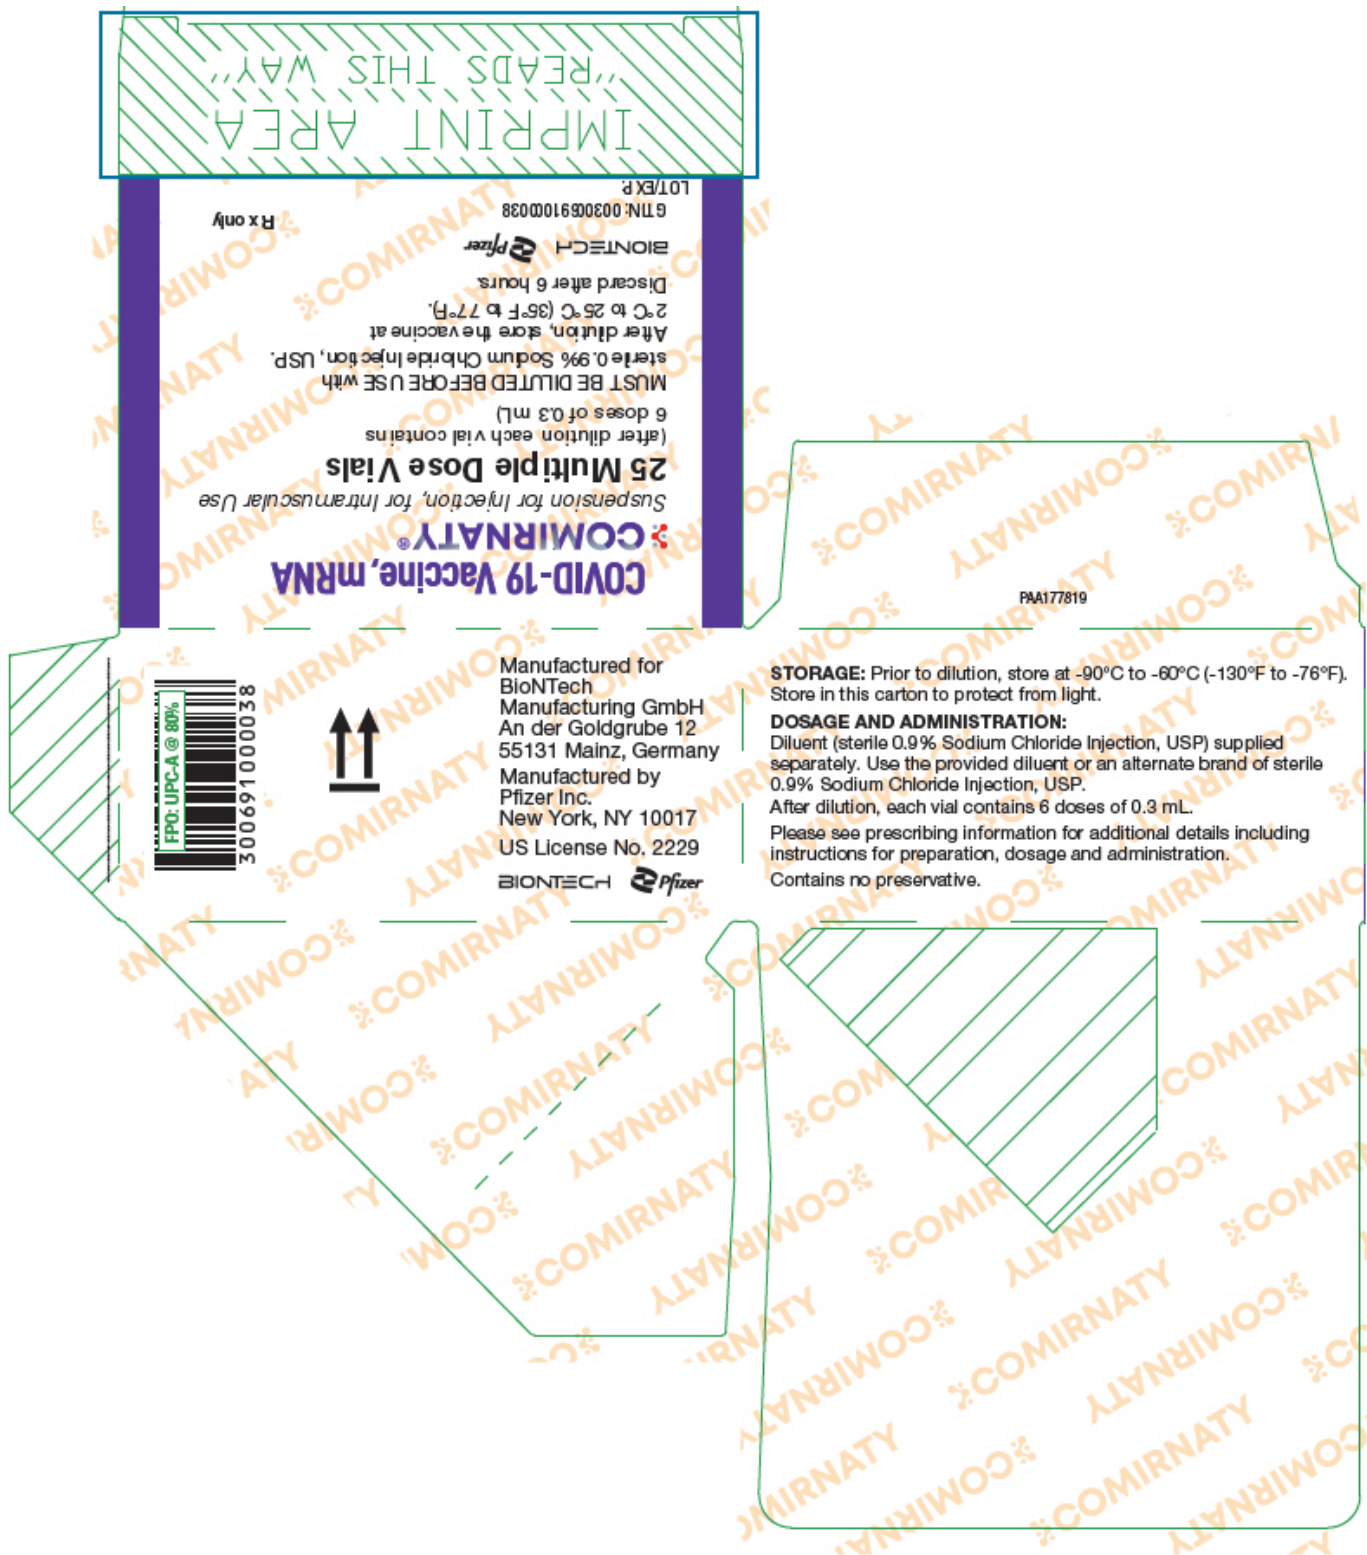 IMPRINT AREA
"READS THIS WAY"
COVID-19 Vaccine, mRNA
COMIRNATY®
Suspension for Injection, for Intramuscular Use
25 Multiple Dose Vials
(after dilution each vial contains
6 doses of 0.3 mL)
MUST BE DILUTED BEFORE USE with
sterile 0.9% Sodium Chloride Injection, USP.
After dilution, store the vaccine at
2°C to 25°C (35°F to 77°F).
Discard after 6 hours.
BIONTECH Pfizer
Rx only
GTIN: 00300691000038
LOT/EXP.
FPO: UPC-A @ 80%
300691000038
Manufactured for
BioNTech
Manufacturing GmbH
An der Goldgrube 12
55131 Mainz, Germany
Manufactured by
Pfizer Inc.
New York, NY 10017
US License No. 2229
BIONTECH Pfizer
PAA177819
STORAGE: Prior to dilution, store at -90°C to -60°C (-130°F to -76°F).
Store in this carton to protect from light.
DOSAGE AND ADMINISTRATION:
Diluent (sterile 0.9% Sodium Chloride Injection, USP) supplied
separately. Use the provided diluent or an alternate brand of sterile
0.9% Sodium Chloride Injection, USP.
After dilution, each vial contains 6 doses of 0.3 mL.
Please see prescribing information for additional details including
instructions for preparation, dosage and administration.
Contains no preservative.
COMIRNATY